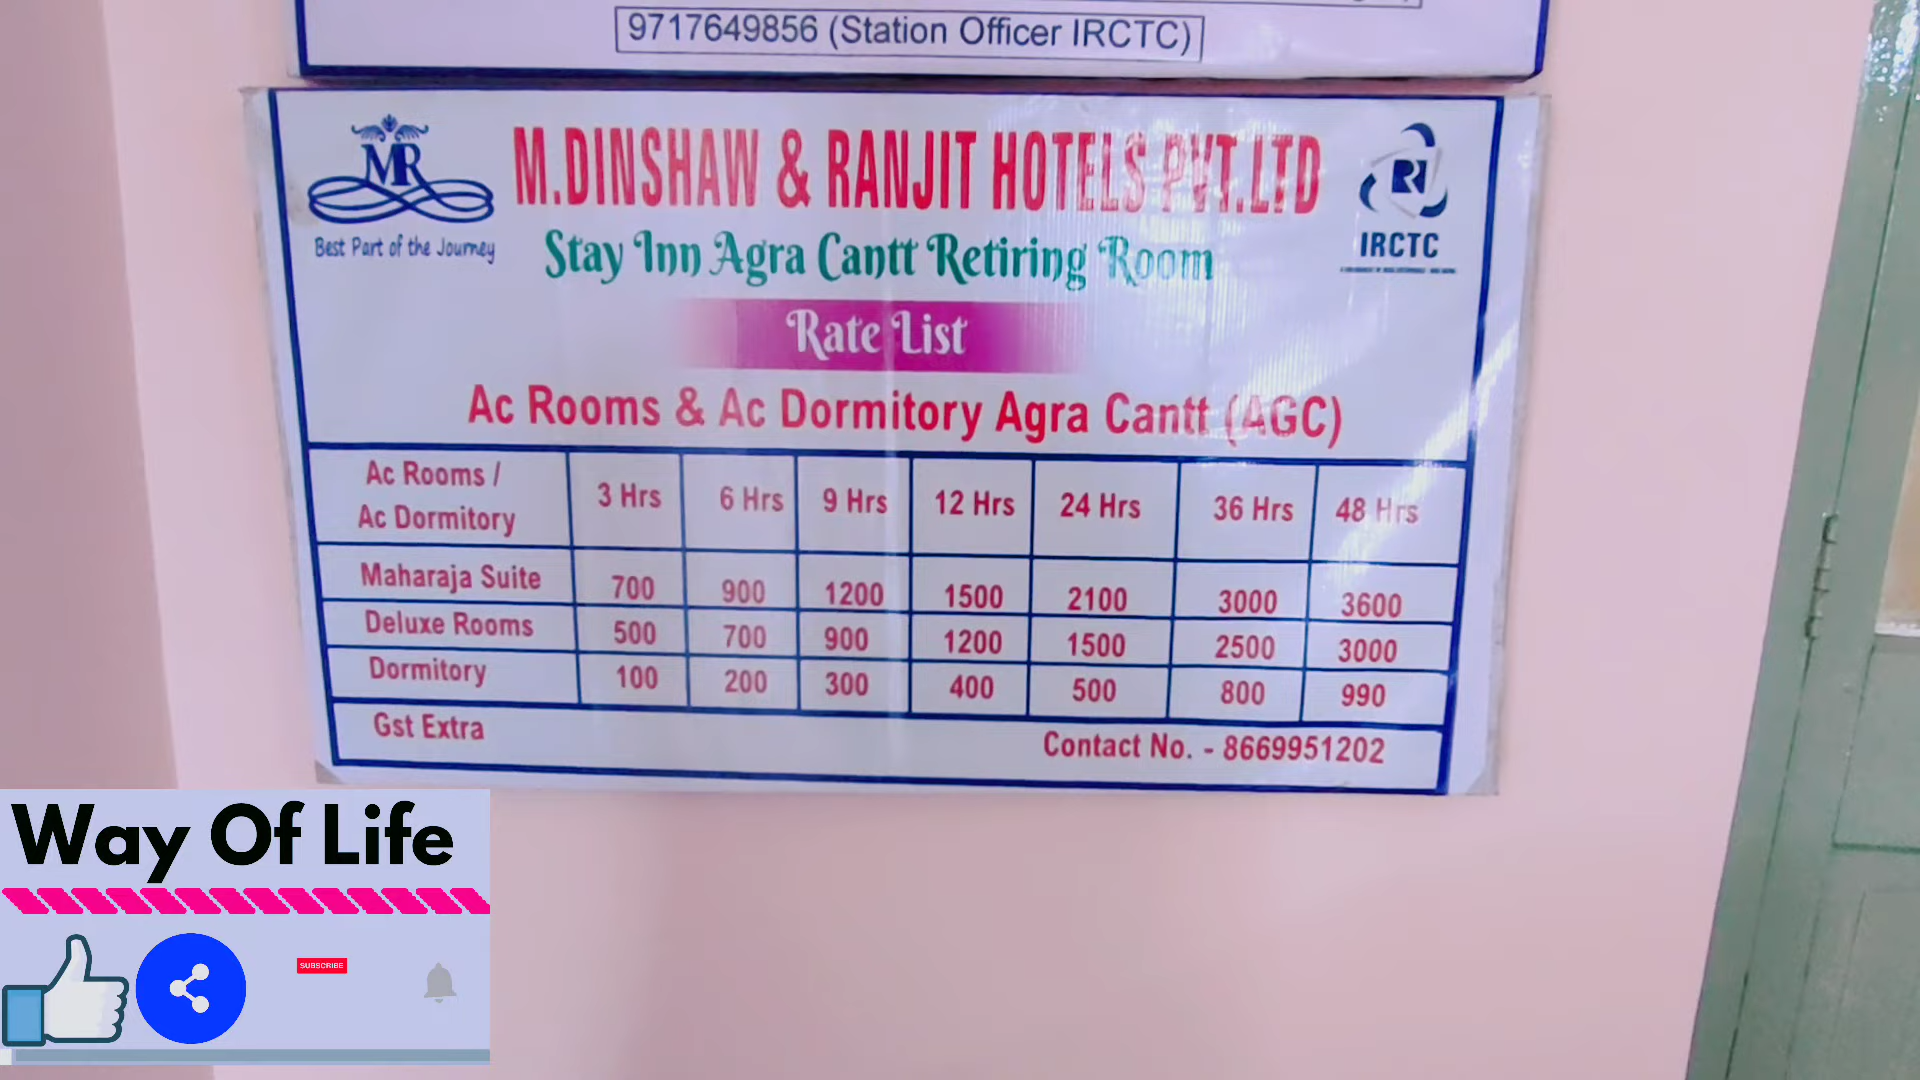 9717649856 (Station Officer IRCTC)
MR
Best Part of the Journey
M.DINSHAW & RANJIT HOTELS PVT.LTD
Stay Inn Agra Cantt Retiring Room
IRCTC
Rate List
Ac Rooms & Ac Dormitory Agra Cantt (AGC)
Ac Rooms / Ac Dormitory 3 Hrs 6 Hrs 9 Hrs 12 Hrs 24 Hrs 36 Hrs 48 Hrs
Maharaja Suite 700 900 1200 1500 2100 3000 3600
Deluxe Rooms 500 700 900 1200 1500 2500 3000
Dormitory 100 200 300 400 500 800 990
Gst Extra Contact No. - 8669951202
Way Of Life
SUBSCRIBE